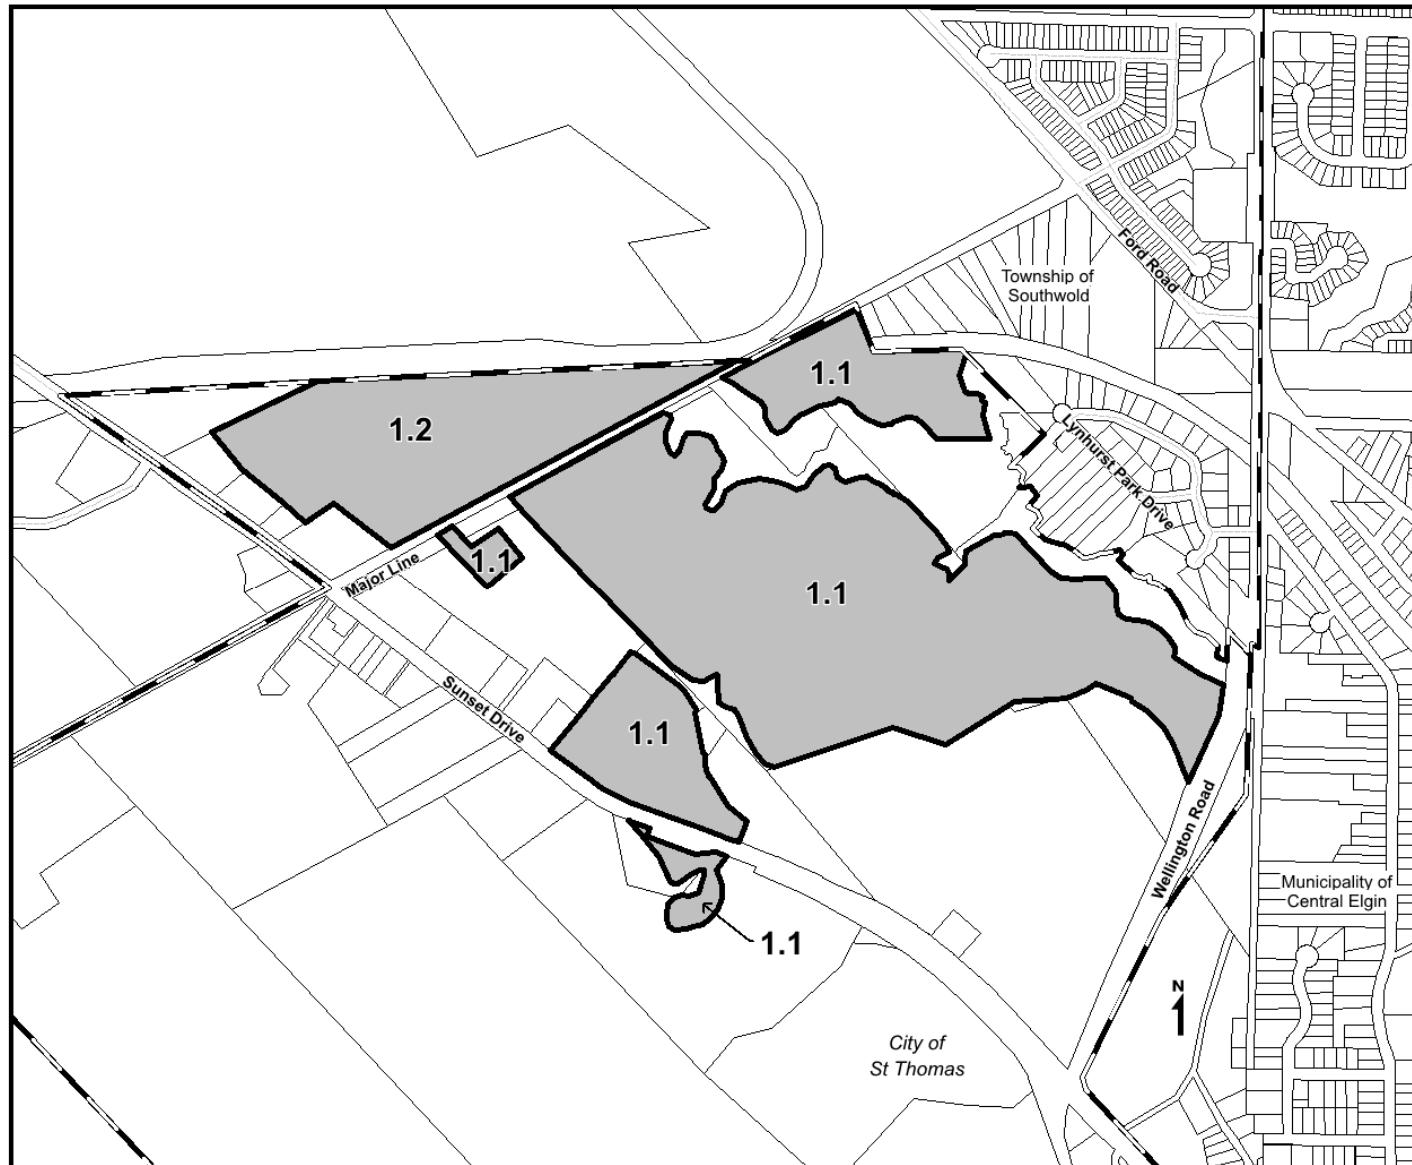 Ford Road
Township of
Southwold
1.1
1.2
Lynhurst Park Drive
1.1
Major Line
1.1
Sunset Drive
1.1
Wellington Road
Municipality of
Central Elgin
1.1
N
City of
St Thomas